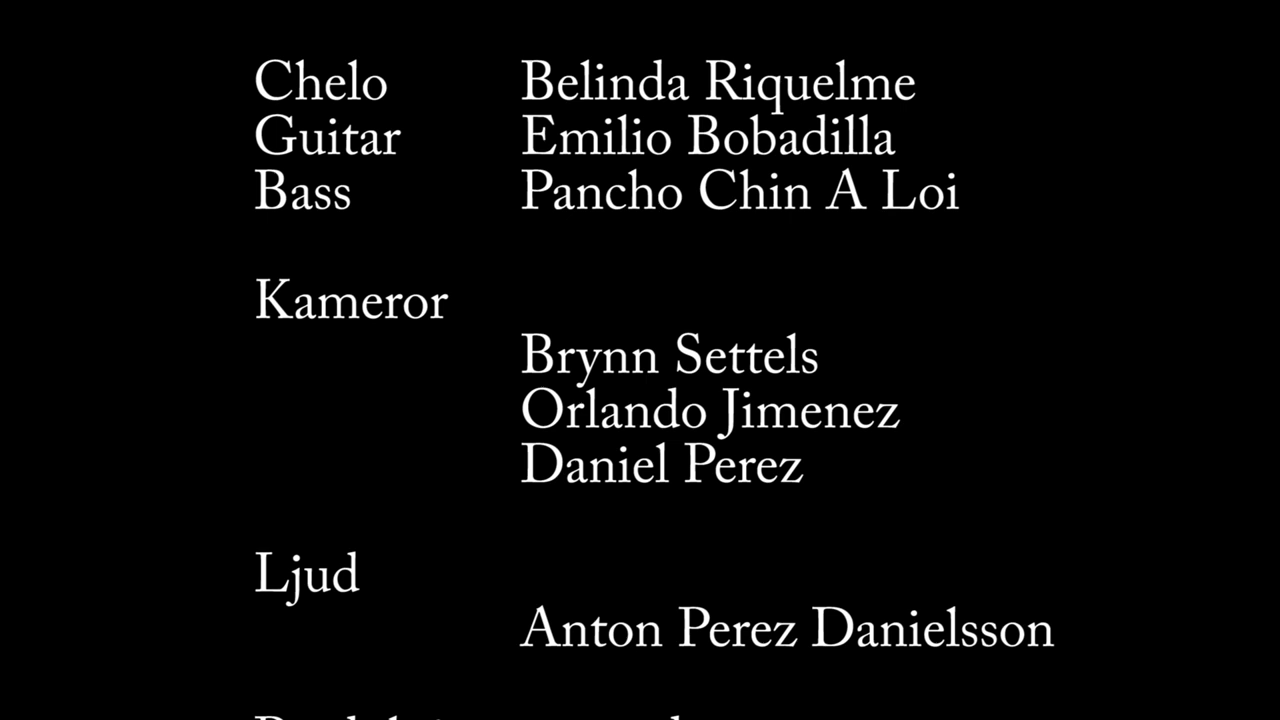 Chelo Belinda Riquelme
Guitar Emilio Bobadilla
Bass Pancho Chin A Loi
Kameror
Brynn Settels
Orlando Jimenez
Daniel Perez
Ljud
Anton Perez Danielsson